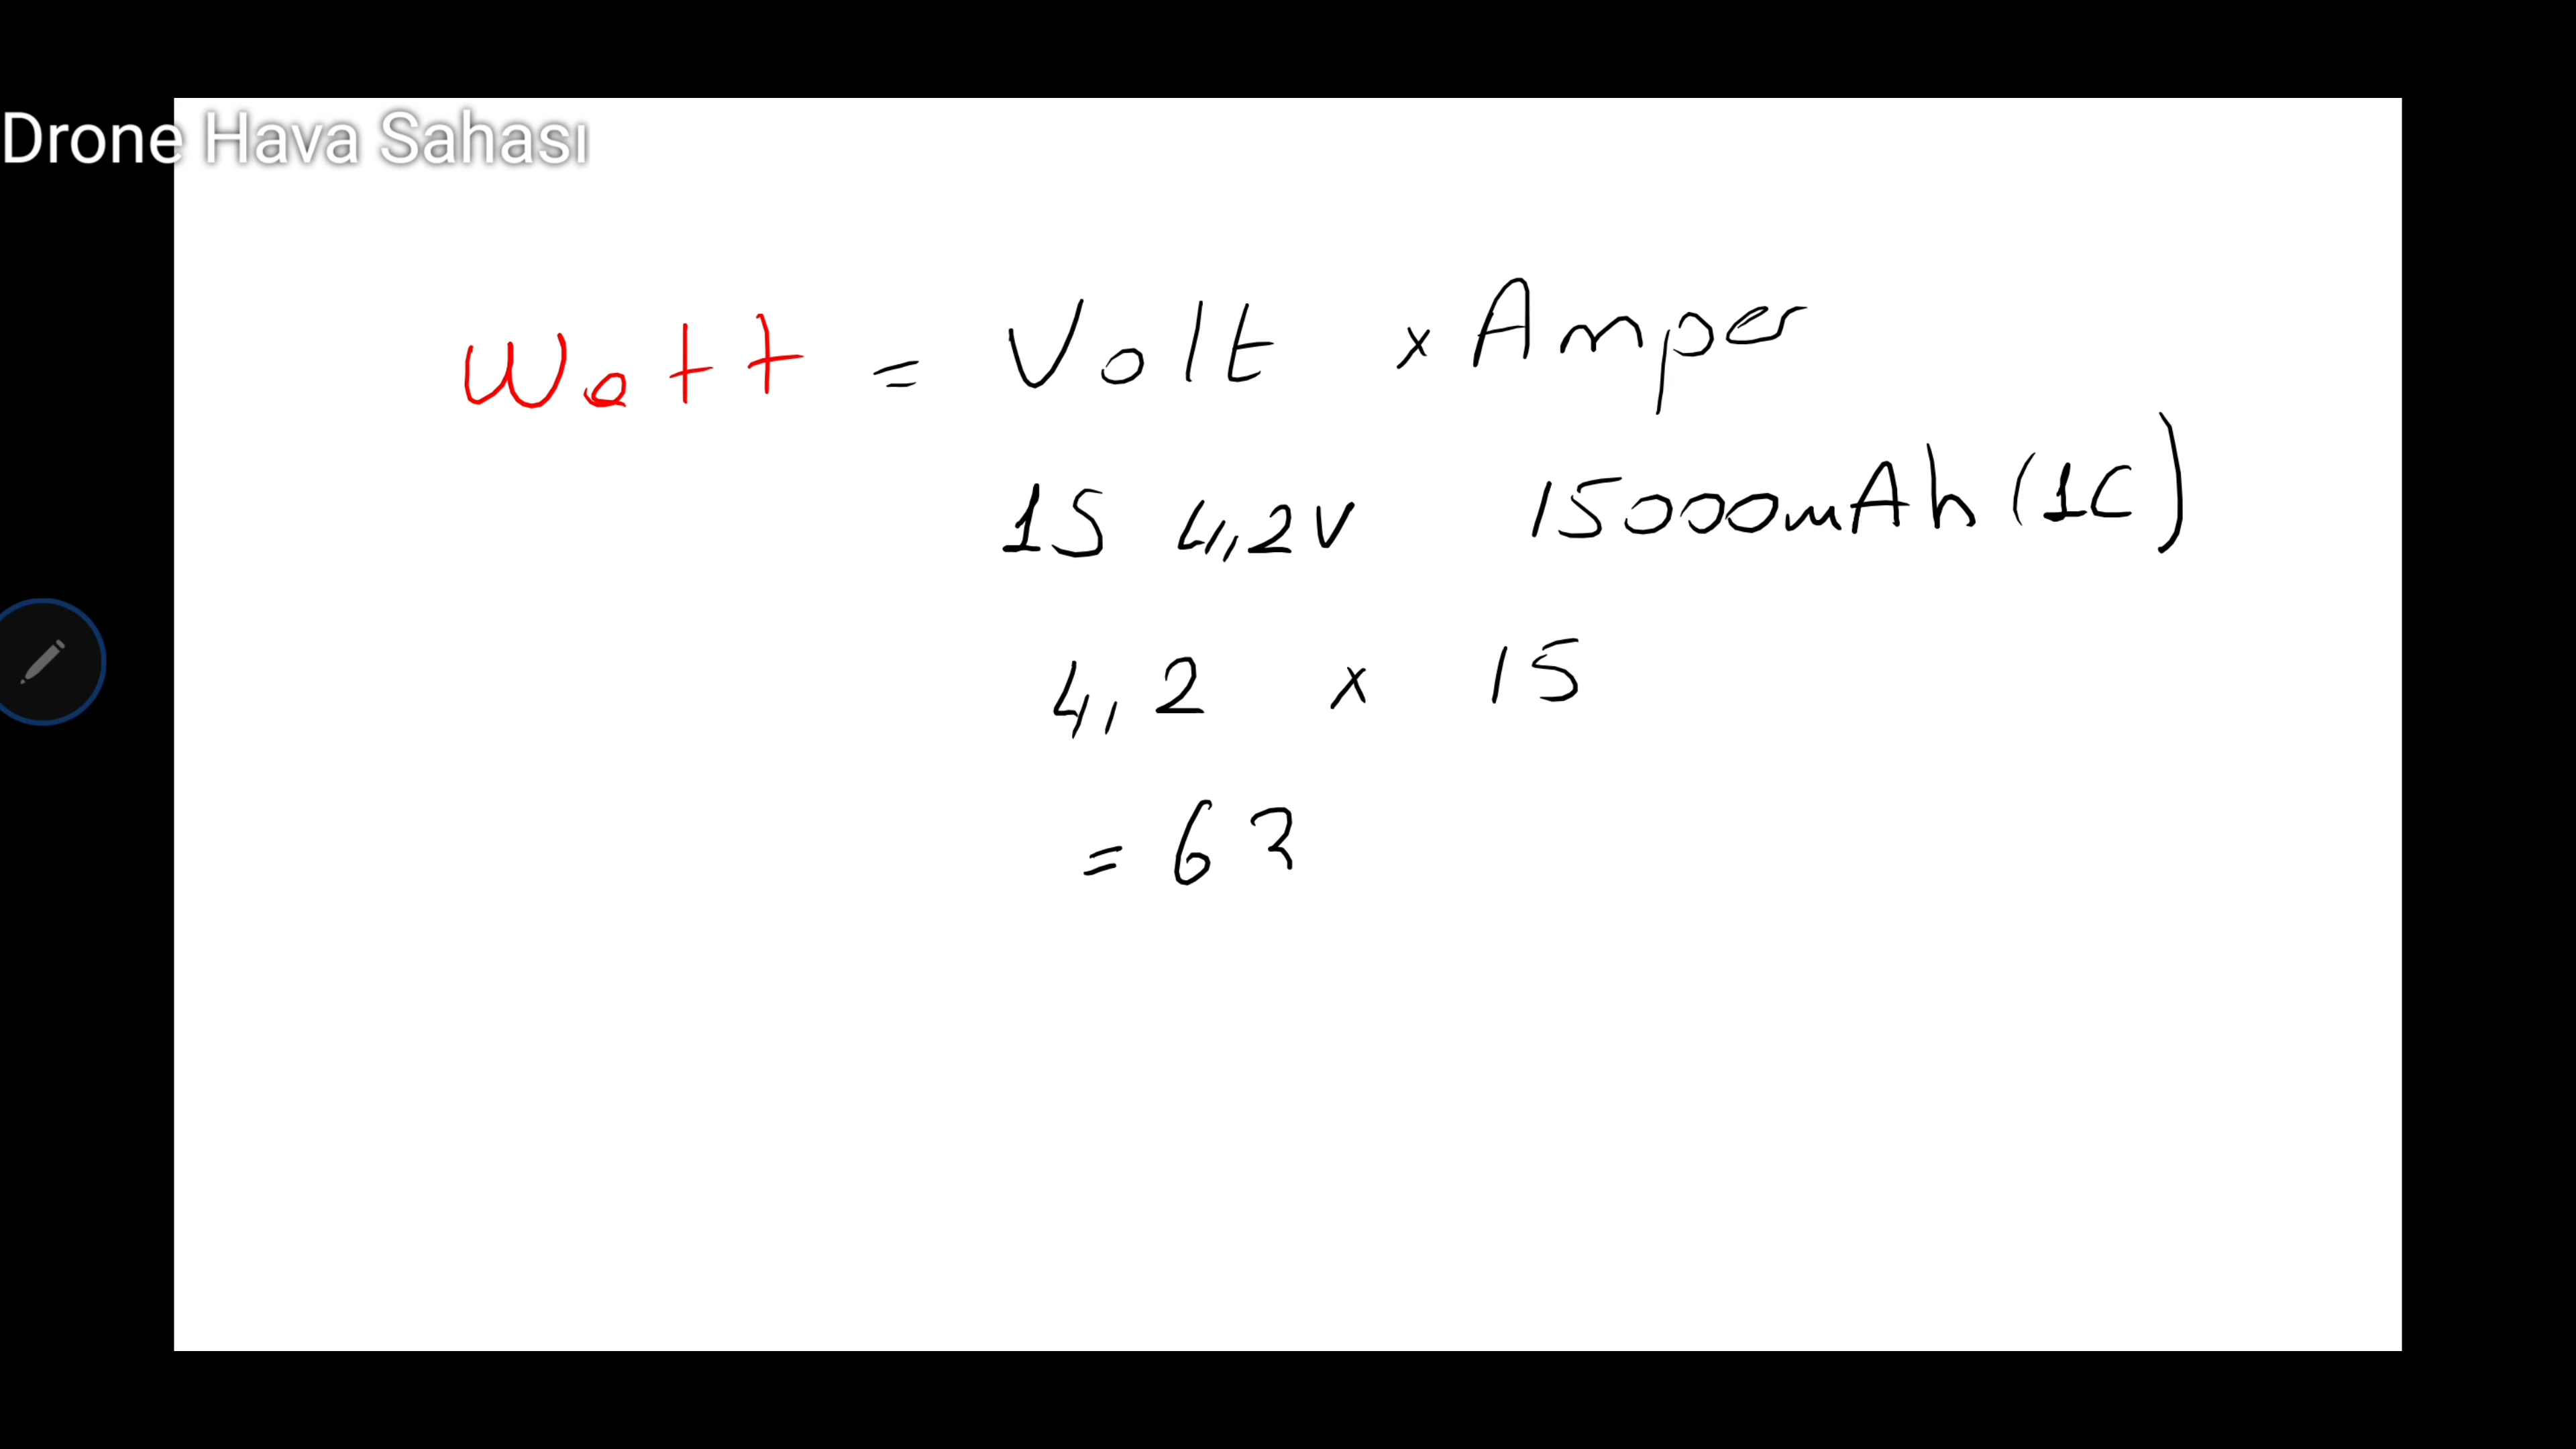 Drone Hava Sahası
Watt = Volt x Amper
1S 4,2V 15000mAh (1C)
4,2 x 15
= 63